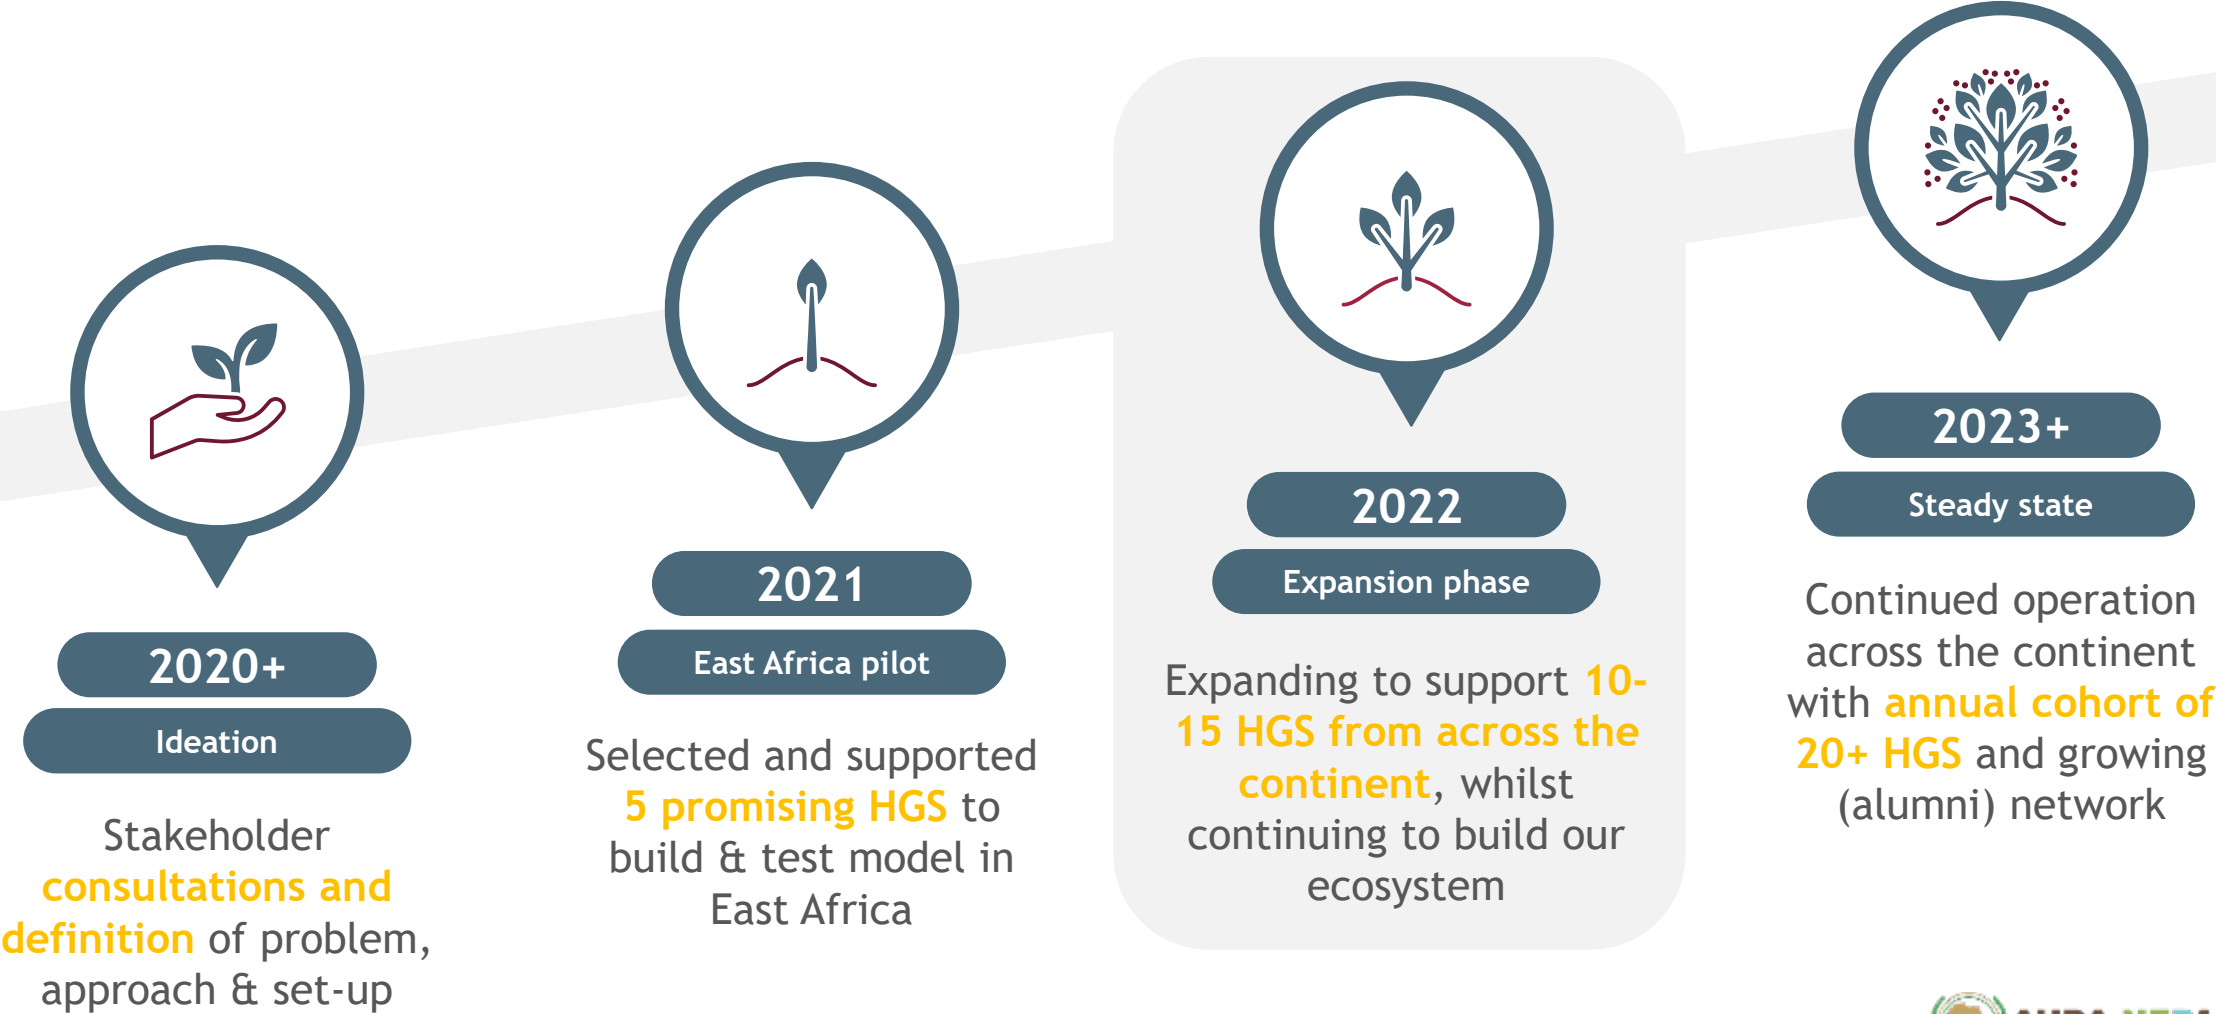 2020+
Ideation
Stakeholder
consultations and
definition of problem,
approach & set-up
2021
East Africa pilot
Selected and supported
5 promising HGS to
build & test model in
East Africa
2022
Expansion phase
Expanding to support 10-
15 HGS from across the
continent, whilst
continuing to build our
ecosystem
2023+
Steady state
Continued operation
across the continent
with annual cohort of
20+ HGS and growing
(alumni) network